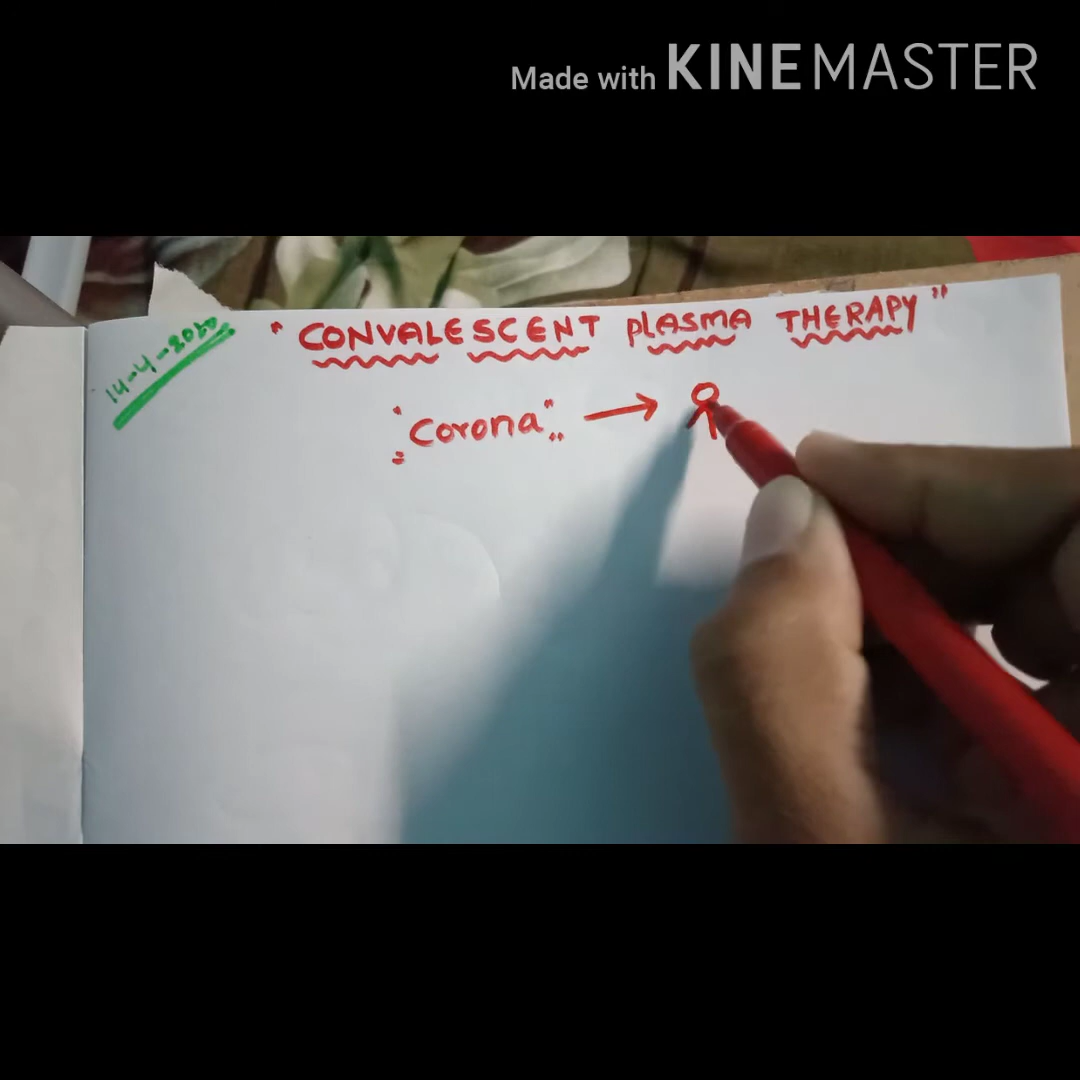 Made with KINEMASTER
14-4-2020
"CONVALESCENT PLASMA THERAPY"
"Corona" →